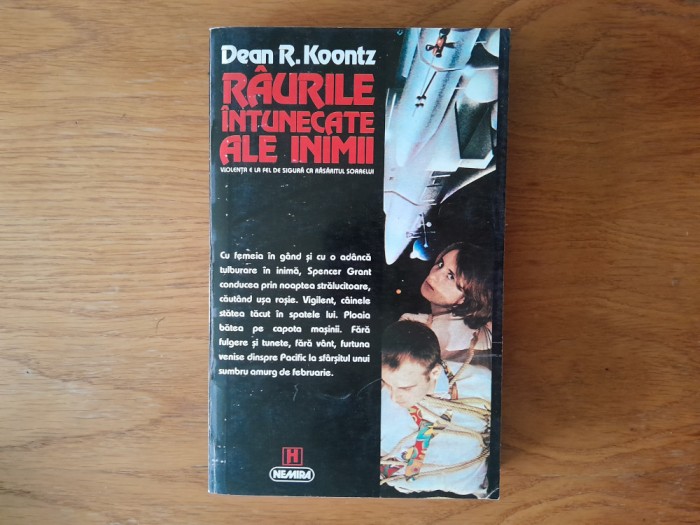 Dean R. Koontz
RÂURILE
ÎNTUNECATE
ALE INIMII
VIOLENȚA E LA FEL DE SIGURĂ CA RĂSĂRITUL SOARELUI
Cu femeia în gând și cu o adâncă
tulburare în inimă, Spencer Grant
conducea prin noaptea strălucitoare,
căutând ușa roșie. Vigilent, câinele
stătea tăcut în spatele lui. Ploaia
bătea pe capota mașinii. Fără
fulgere și tunete, fără vânt, furtuna
venise dinspre Pacific la sfârșitul unui
sumbru amurg de februarie.
H
NEMIRA